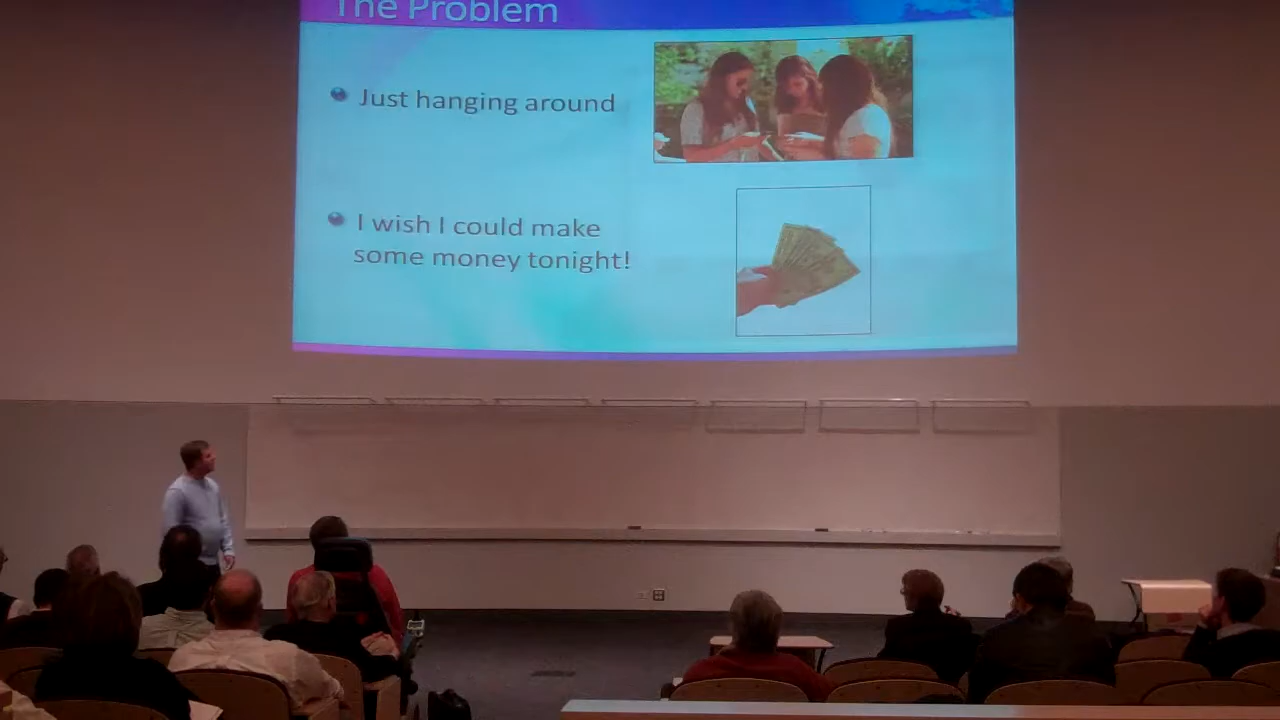 The Problem
Just hanging around
I wish I could make
some money tonight!